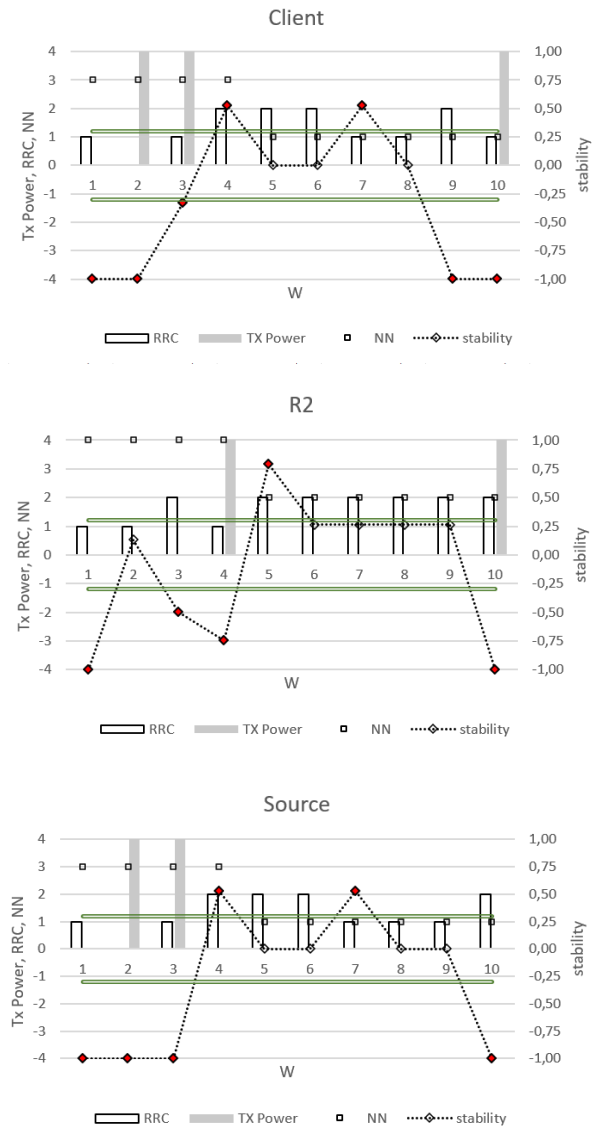 Client
4 1,00
3 0,75
2 0,50
1 0,25
0 0,00
1 2 3 4 5 6 7 8 9 10
-1 -0,25
-2 -0,50
-3 -0,75
-4 -1,00
Tx Power, RRC, NN
stability
W
RRC TX Power NN stability
R2
4 1,00
3 0,75
2 0,50
1 0,25
0 0,00
1 2 3 4 5 6 7 8 9 10
-1 -0,25
-2 -0,50
-3 -0,75
-4 -1,00
Tx Power, RRC, NN
stability
W
RRC TX Power NN stability
Source
4 1,00
3 0,75
2 0,50
1 0,25
0 0,00
1 2 3 4 5 6 7 8 9 10
-1 -0,25
-2 -0,50
-3 -0,75
-4 -1,00
Tx Power, RRC, NN
stability
W
RRC TX Power NN stability